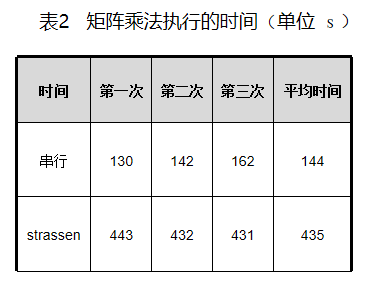 表2 矩阵乘法执行的时间（单位 s ）
时间 第一次 第二次 第三次 平均时间
串行 130 142 162 144
strassen 443 432 431 435